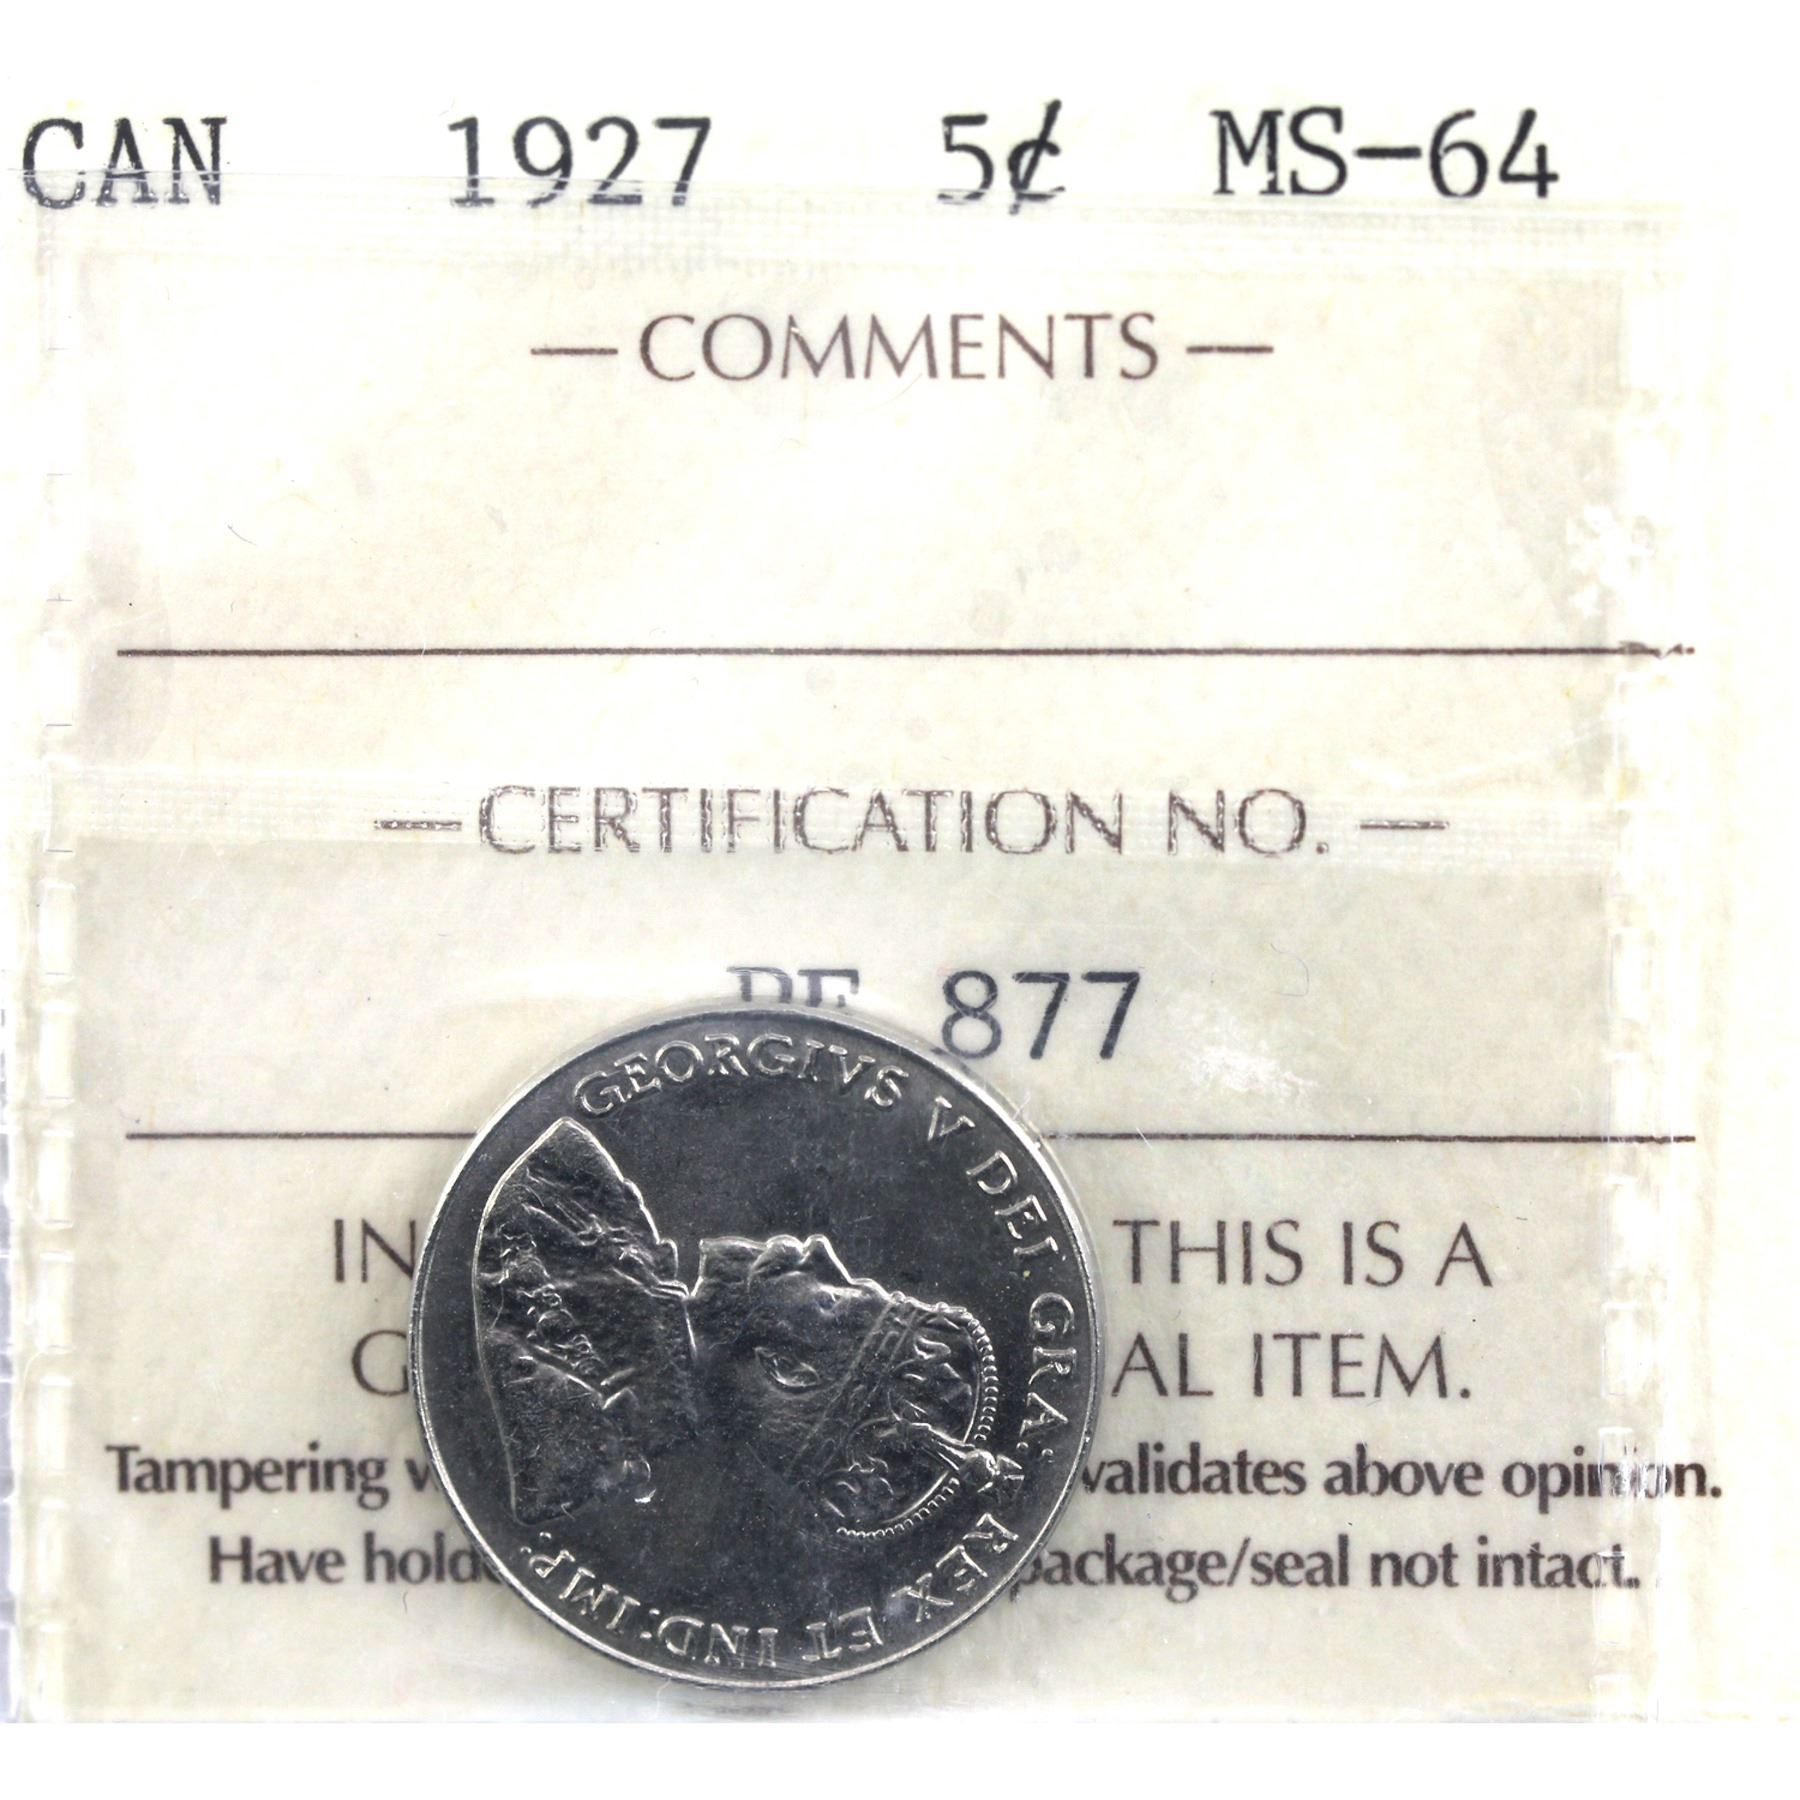 CAN 1927 5¢ MS-64
— COMMENTS —
— CERTIFICATION NO. —
877
GEORGIVS V DEI GRA: REX ET IND:IMP:
IN THIS IS A
G AL ITEM.
Tampering v validates above opinion.
Have hold package/seal not intact.